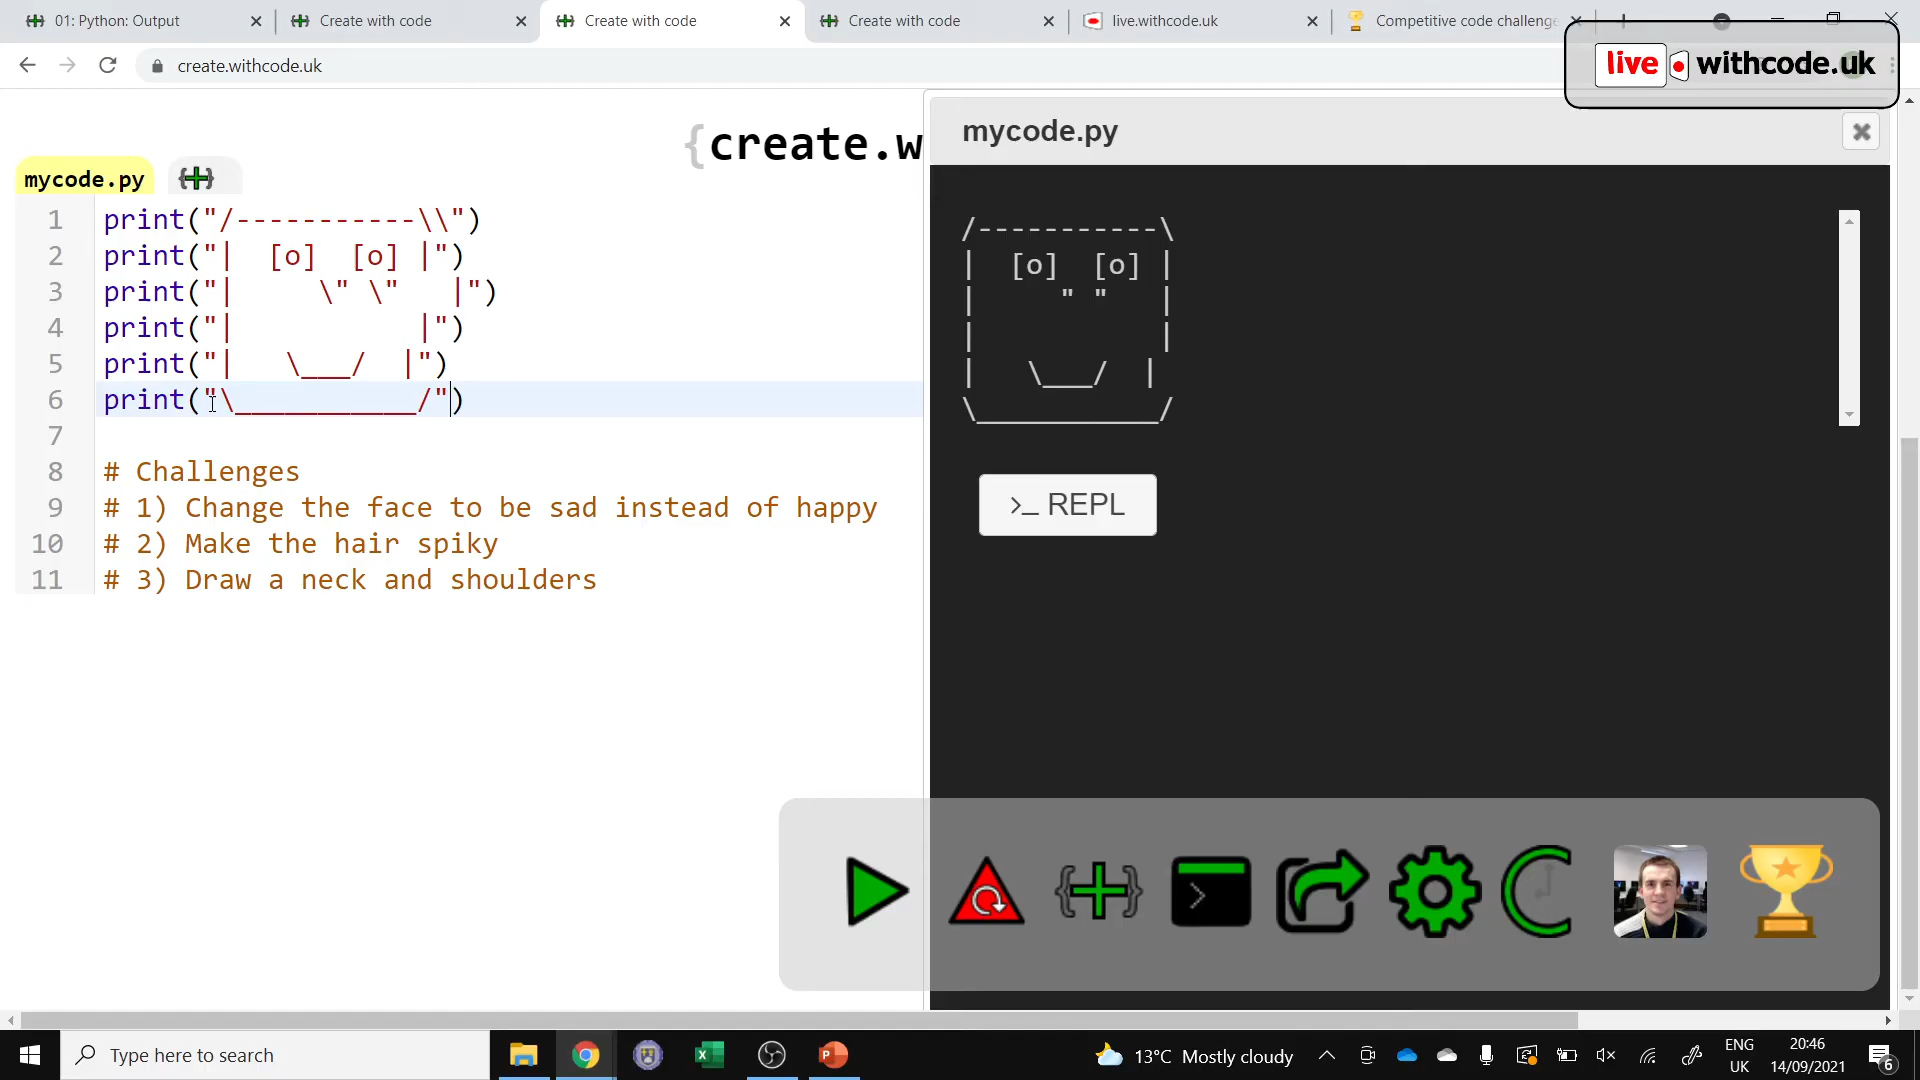 01: Python: Output
Create with code
Create with code
Create with code
live.withcode.uk
Competitive code challenge
create.withcode.uk
live withcode.uk
{create.w
mycode.py
mycode.py
1 print("/-----------\\")
2 print("|  [o]  [o] |")
3 print("|     \" \"   |")
4 print("|           |")
5 print("|   \___/  |")
6 print("\___________/")
7
8 # Challenges
9 # 1) Change the face to be sad instead of happy
10 # 2) Make the hair spiky
11 # 3) Draw a neck and shoulders
/-----------\
|  [o]  [o] |
|     " "   |
|           |
|   \___/  |
\___________/
>_ REPL
Type here to search
13°C Mostly cloudy
ENG
UK
20:46
14/09/2021
6